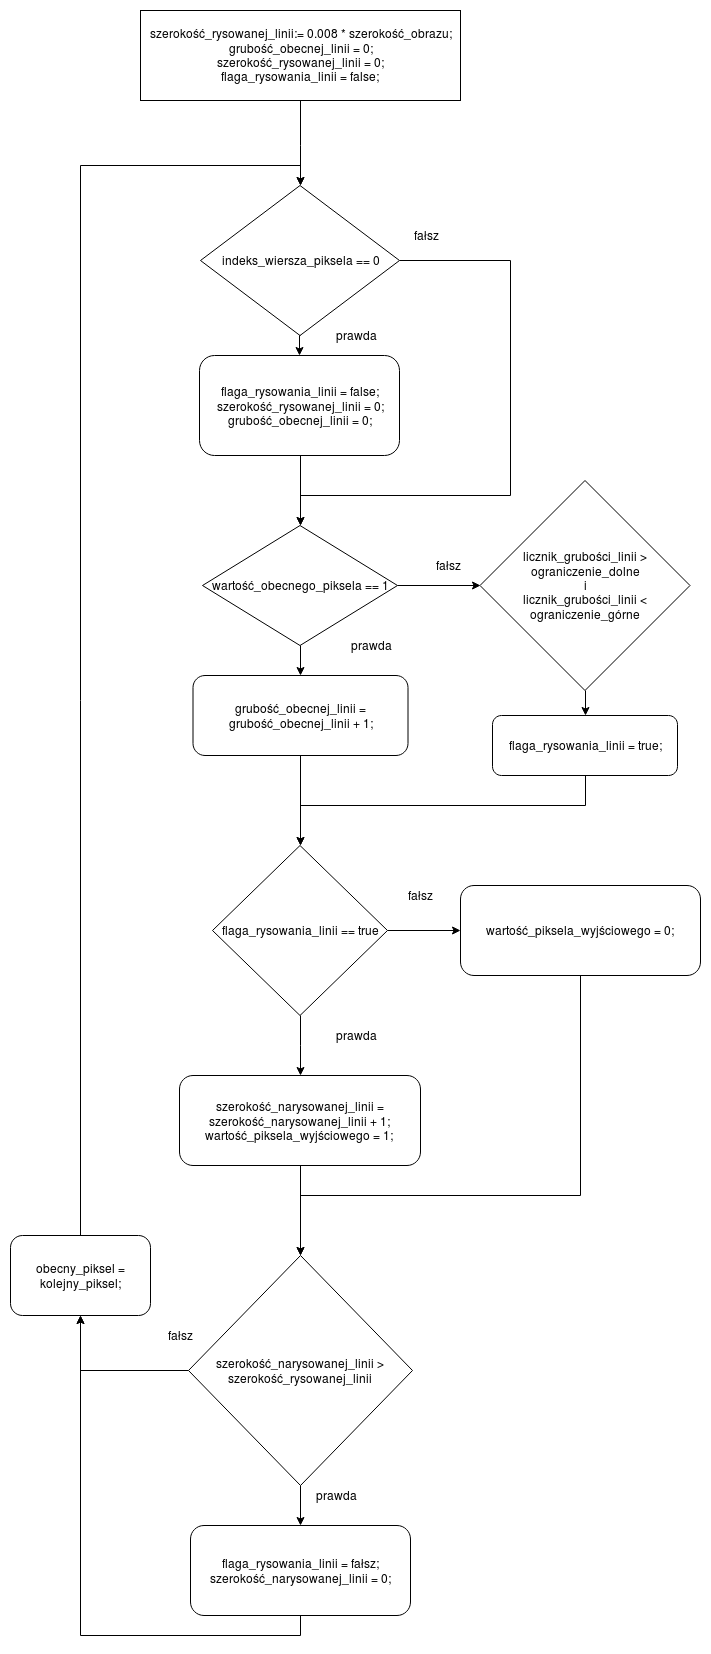 szerokość_rysowanej_linii:= 0.008 * szerokość_obrazu;
grubość_obecnej_linii = 0;
szerokość_rysowanej_linii = 0;
flaga_rysowania_linii = false;
indeks_wiersza_piksela == 0
fałsz
prawda
flaga_rysowania_linii = false;
szerokość_rysowanej_linii = 0;
grubość_obecnej_linii = 0;
wartość_obecnego_piksela == 1
fałsz
licznik_grubości_linii >
ograniczenie_dolne
i
licznik_grubości_linii <
ograniczenie_górne
prawda
grubość_obecnej_linii =
grubość_obecnej_linii + 1;
flaga_rysowania_linii = true;
flaga_rysowania_linii == true
fałsz
wartość_piksela_wyjściowego = 0;
prawda
szerokość_narysowanej_linii =
szerokość_narysowanej_linii + 1;
wartość_piksela_wyjściowego = 1;
obecny_piksel =
kolejny_piksel;
fałsz
szerokość_narysowanej_linii >
szerokość_rysowanej_linii
prawda
flaga_rysowania_linii = fałsz;
szerokość_narysowanej_linii = 0;